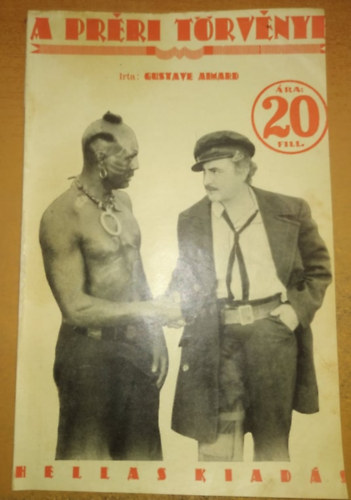 A PRÉRI TÖRVÉNYE
Irta: GUSTAVE AIMARD
ÁRA:
20
FILL.
HELLAS KIADÁS